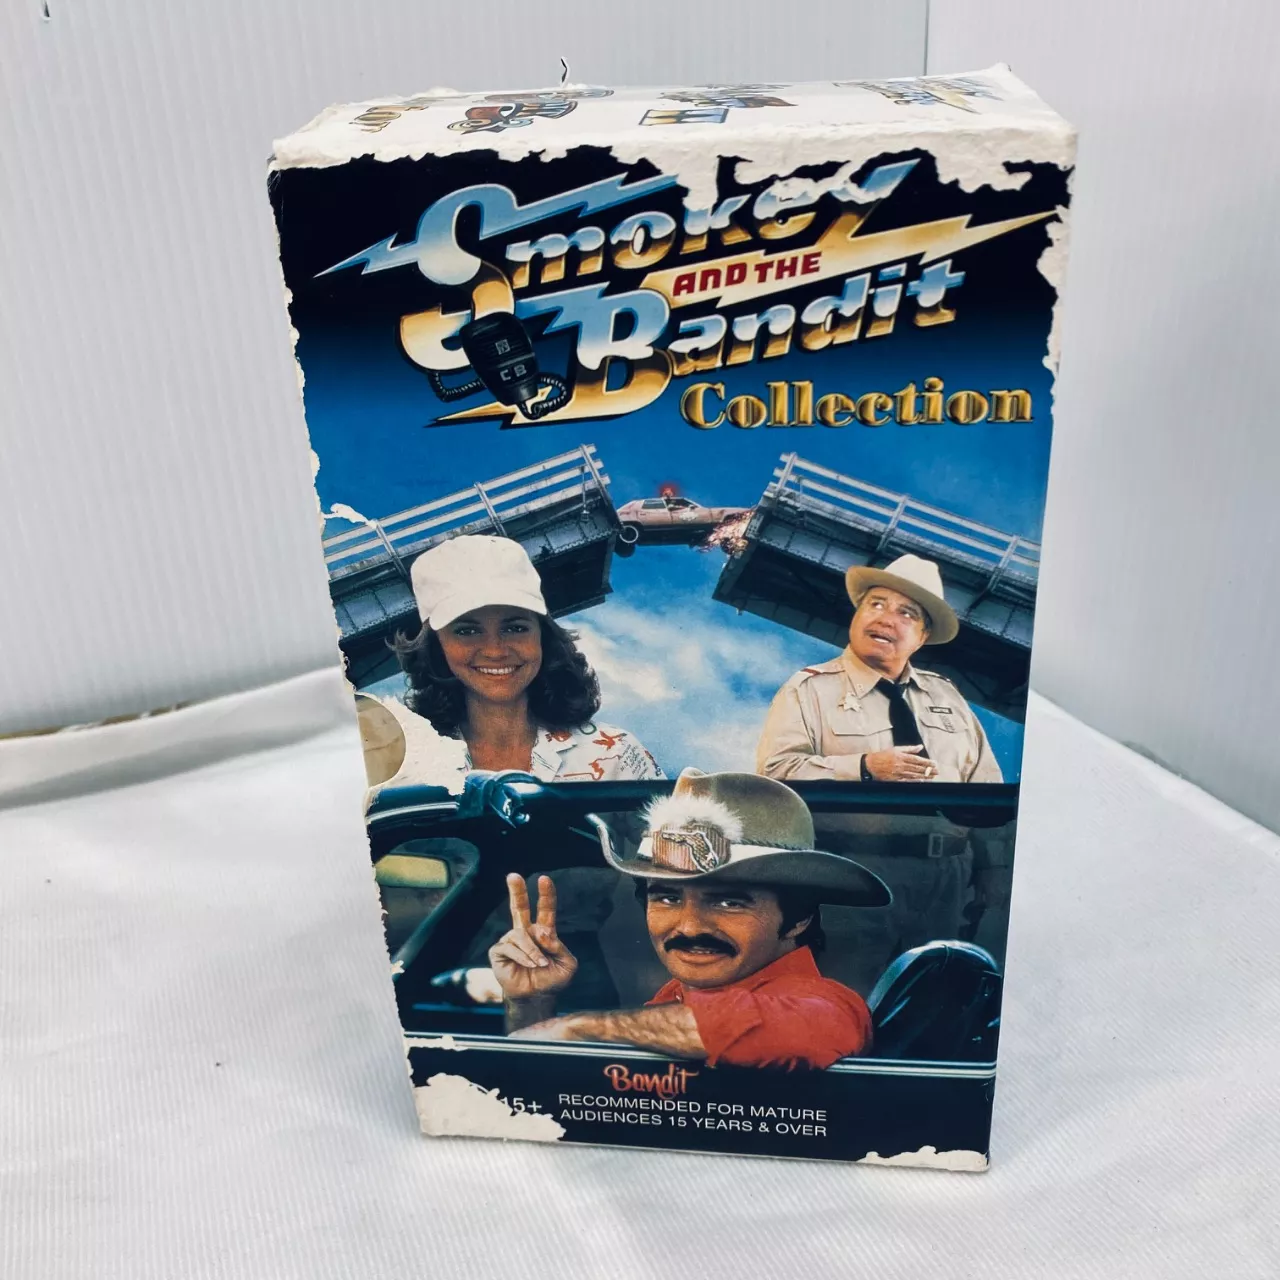 Smokey
AND THE
Bandit
Collection
CB
Bandit
15+ RECOMMENDED FOR MATURE
AUDIENCES 15 YEARS & OVER